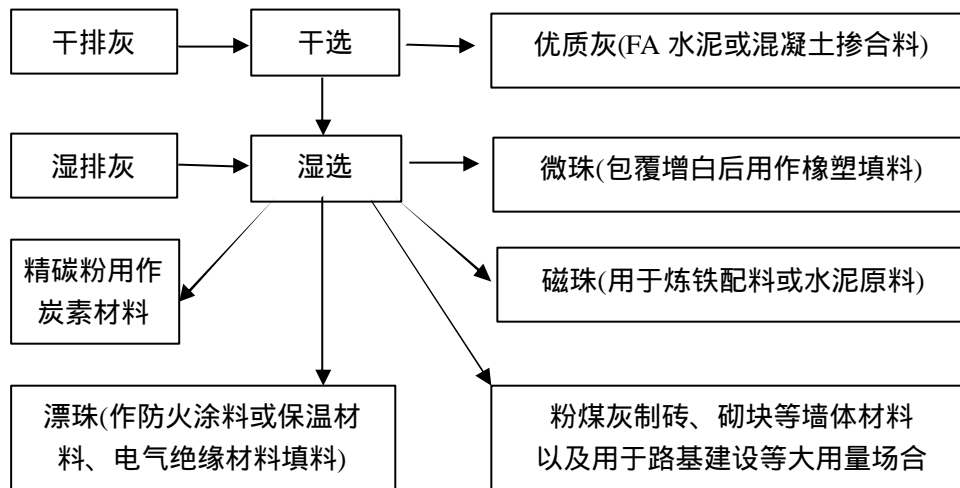 干排灰
干选
优质灰(FA 水泥或混凝土掺合料)
湿排灰
湿选
微珠(包覆增白后用作橡塑填料)
精碳粉用作
炭素材料
磁珠(用于炼铁配料或水泥原料)
漂珠(作防火涂料或保温材
料、电气绝缘材料填料)
粉煤灰制砖、砌块等墙体材料
以及用于路基建设等大用量场合